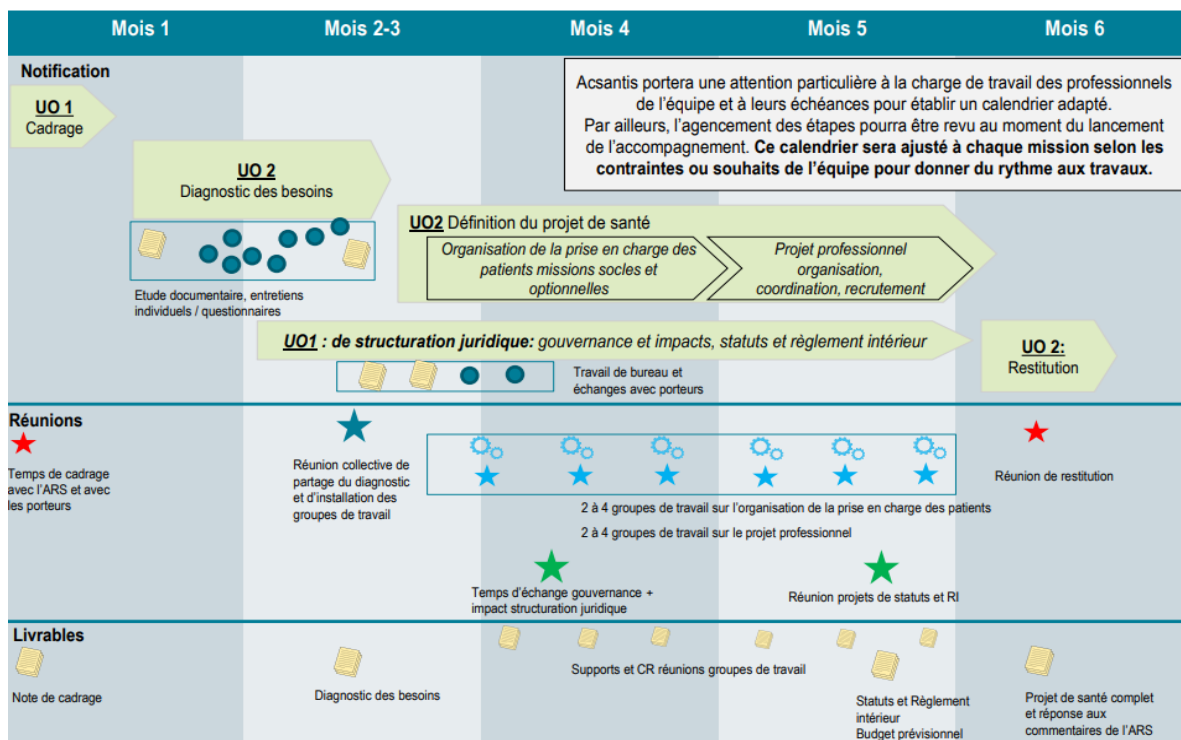 Mois 1
Mois 2-3
Mois 4
Mois 5
Mois 6
Notification
UO 1
Cadrage
Acsantis portera une attention particulière à la charge de travail des professionnels
de l'équipe et à leurs échéances pour établir un calendrier adapté.
Par ailleurs, l'agencement des étapes pourra être revu au moment du lancement
de l'accompagnement. Ce calendrier sera ajusté à chaque mission selon les
contraintes ou souhaits de l'équipe pour donner du rythme aux travaux.
UO 2
Diagnostic des besoins
UO2 Définition du projet de santé
Organisation de la prise en charge des
patients missions socles et
optionnelles
Projet professionnel
organisation,
coordination, recrutement
Etude documentaire, entretiens
individuels / questionnaires
UO1 : de structuration juridique: gouvernance et impacts, statuts et règlement intérieur
UO 2:
Restitution
Travail de bureau et
échanges avec porteurs
Réunions
Temps de cadrage
avec l'ARS et avec
les porteurs
Réunion collective de
partage du diagnostic
et d'installation des
groupes de travail
Réunion de restitution
2 à 4 groupes de travail sur l'organisation de la prise en charge des patients
2 à 4 groupes de travail sur le projet professionnel
Temps d'échange gouvernance +
impact structuration juridique
Réunion projets de statuts et RI
Livrables
Note de cadrage
Diagnostic des besoins
Supports et CR réunions groupes de travail
Statuts et Règlement
intérieur
Budget prévisionnel
Projet de santé complet
et réponse aux
commentaires de l'ARS